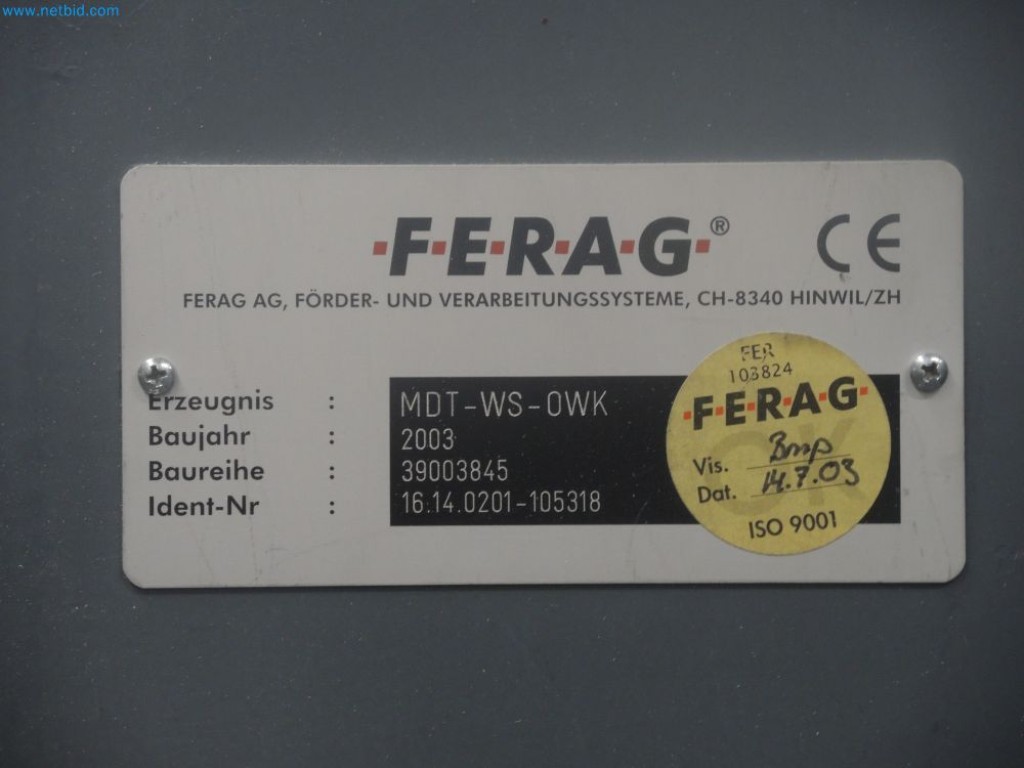 www.netbid.com
·F·E·R·A·G·®
CE
FERAG AG, FÖRDER- UND VERARBEITUNGSSYSTEME, CH-8340 HINWIL/ZH
Erzeugnis : MDT-WS-OWK
Baujahr : 2003
Baureihe : 39003845
Ident-Nr : 16.14.0201-105318
FER
103824
·F·E·R·A·G·
OK
Vis.
Dat. 14.7.03
ISO 9001